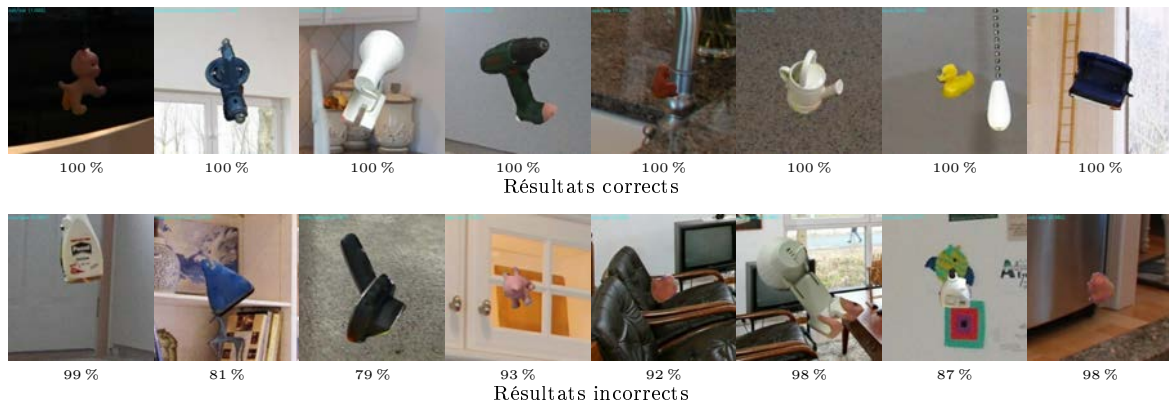 100 % 100 % 100 % 100 % 100 % 100 % 100 % 100 %
Résultats corrects
99 % 81 % 79 % 93 % 92 % 98 % 87 % 98 %
Résultats incorrects